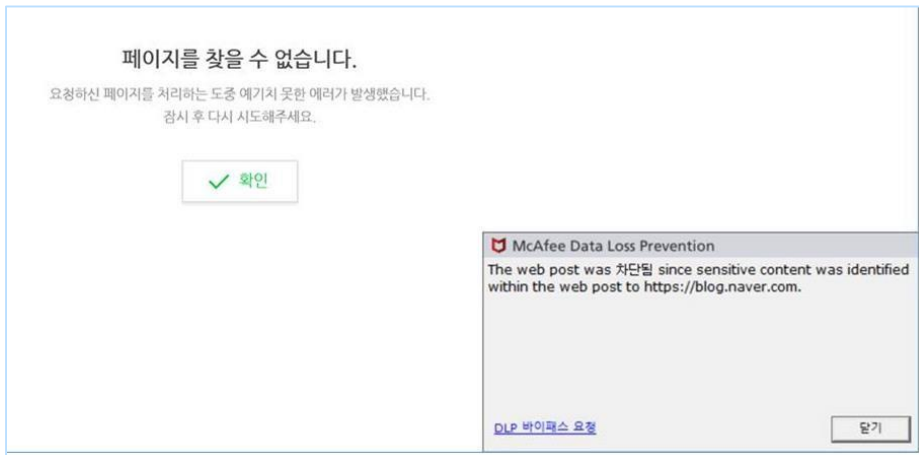 페이지를 찾을 수 없습니다.
요청하신 페이지를 처리하는 도중 예기치 못한 에러가 발생했습니다.
잠시 후 다시 시도해주세요.
확인
McAfee Data Loss Prevention
The web post was 차단됨 since sensitive content was identified
within the web post to https://blog.naver.com.
DLP 바이패스 요청
닫기